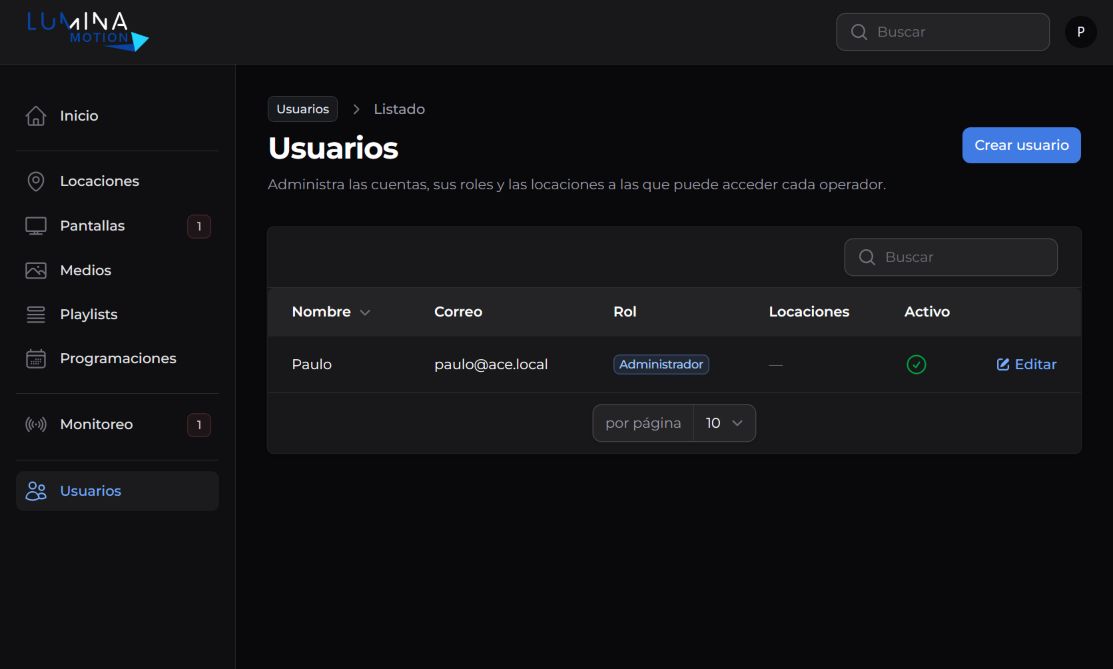 LUMINA
MOTION
Buscar
P
Inicio
Locaciones
Pantallas 1
Medios
Playlists
Programaciones
Monitoreo 1
Usuarios
Usuarios > Listado
Usuarios
Crear usuario
Administra las cuentas, sus roles y las locaciones a las que puede acceder cada operador.
Buscar
Nombre Correo Rol Locaciones Activo
Paulo paulo@ace.local Administrador — Editar
por página 10